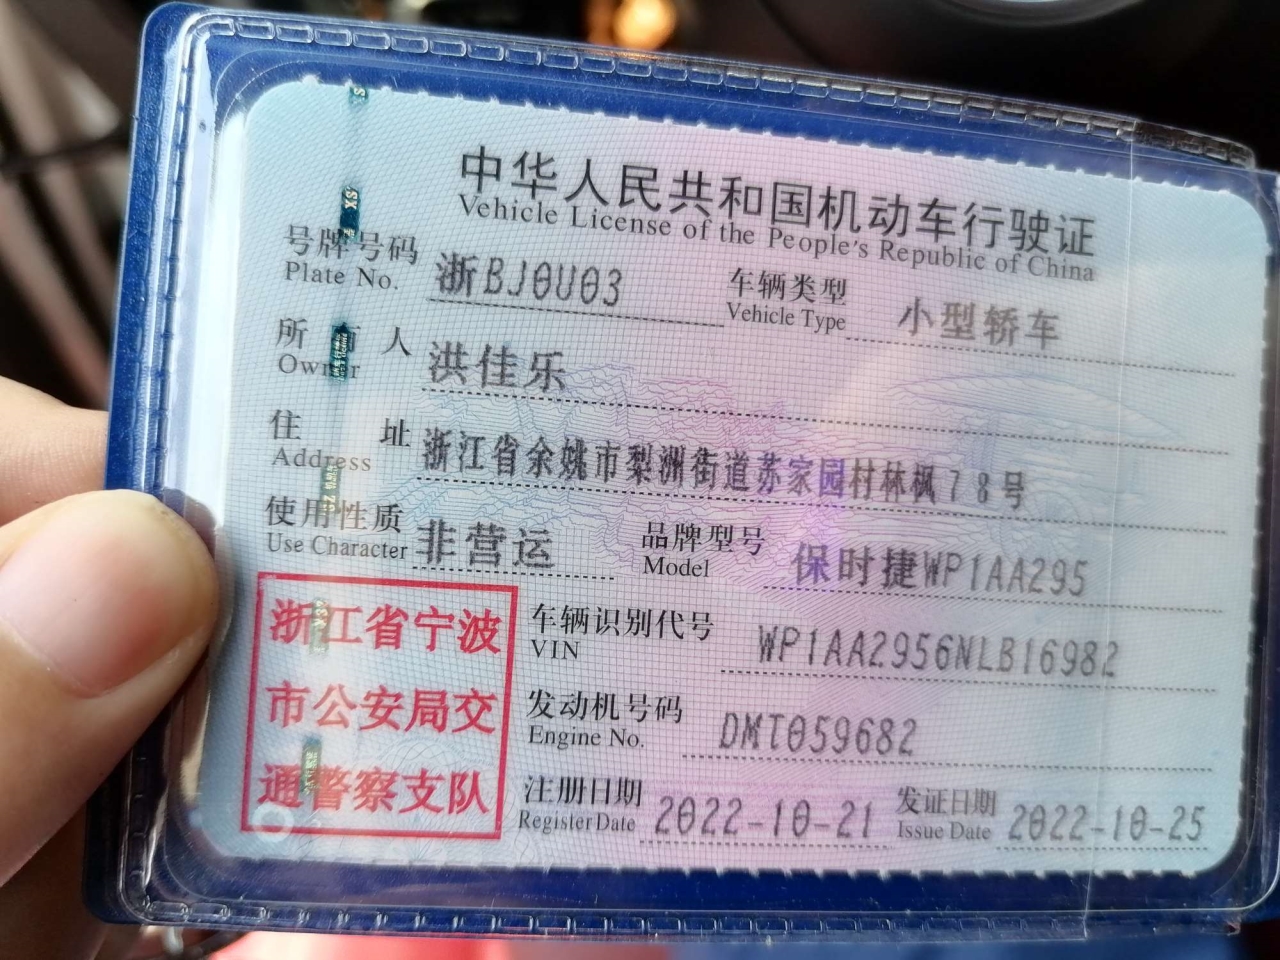 中华人民共和国机动车行驶证
Vehicle License of the People's Republic of China
号牌号码 浙BJ0U03 车辆类型 小型轿车
Plate No. Vehicle Type
所有人 洪佳乐
Owner
住址 浙江省余姚市梨洲街道苏家园村林枫78号
Address
使用性质 非营运 品牌型号 保时捷WP1AA295
Use Character Model
浙江省宁波
市公安局交
通警察支队
车辆识别代号 WP1AA2956NLB16982
VIN
发动机号码 DMT059682
Engine No.
注册日期 2022-10-21 发证日期 2022-10-25
Register Date Issue Date